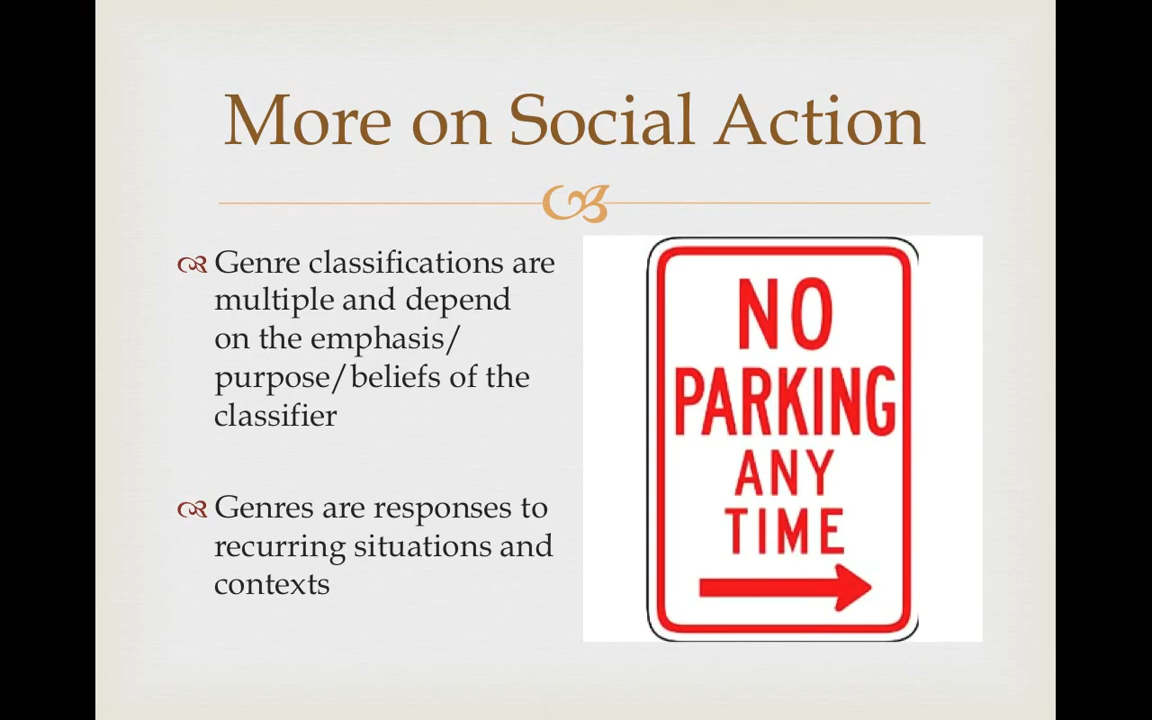 More on Social Action
Genre classifications are
multiple and depend
on the emphasis/
purpose/beliefs of the
classifier
Genres are responses to
recurring situations and
contexts
NO
PARKING
ANY
TIME